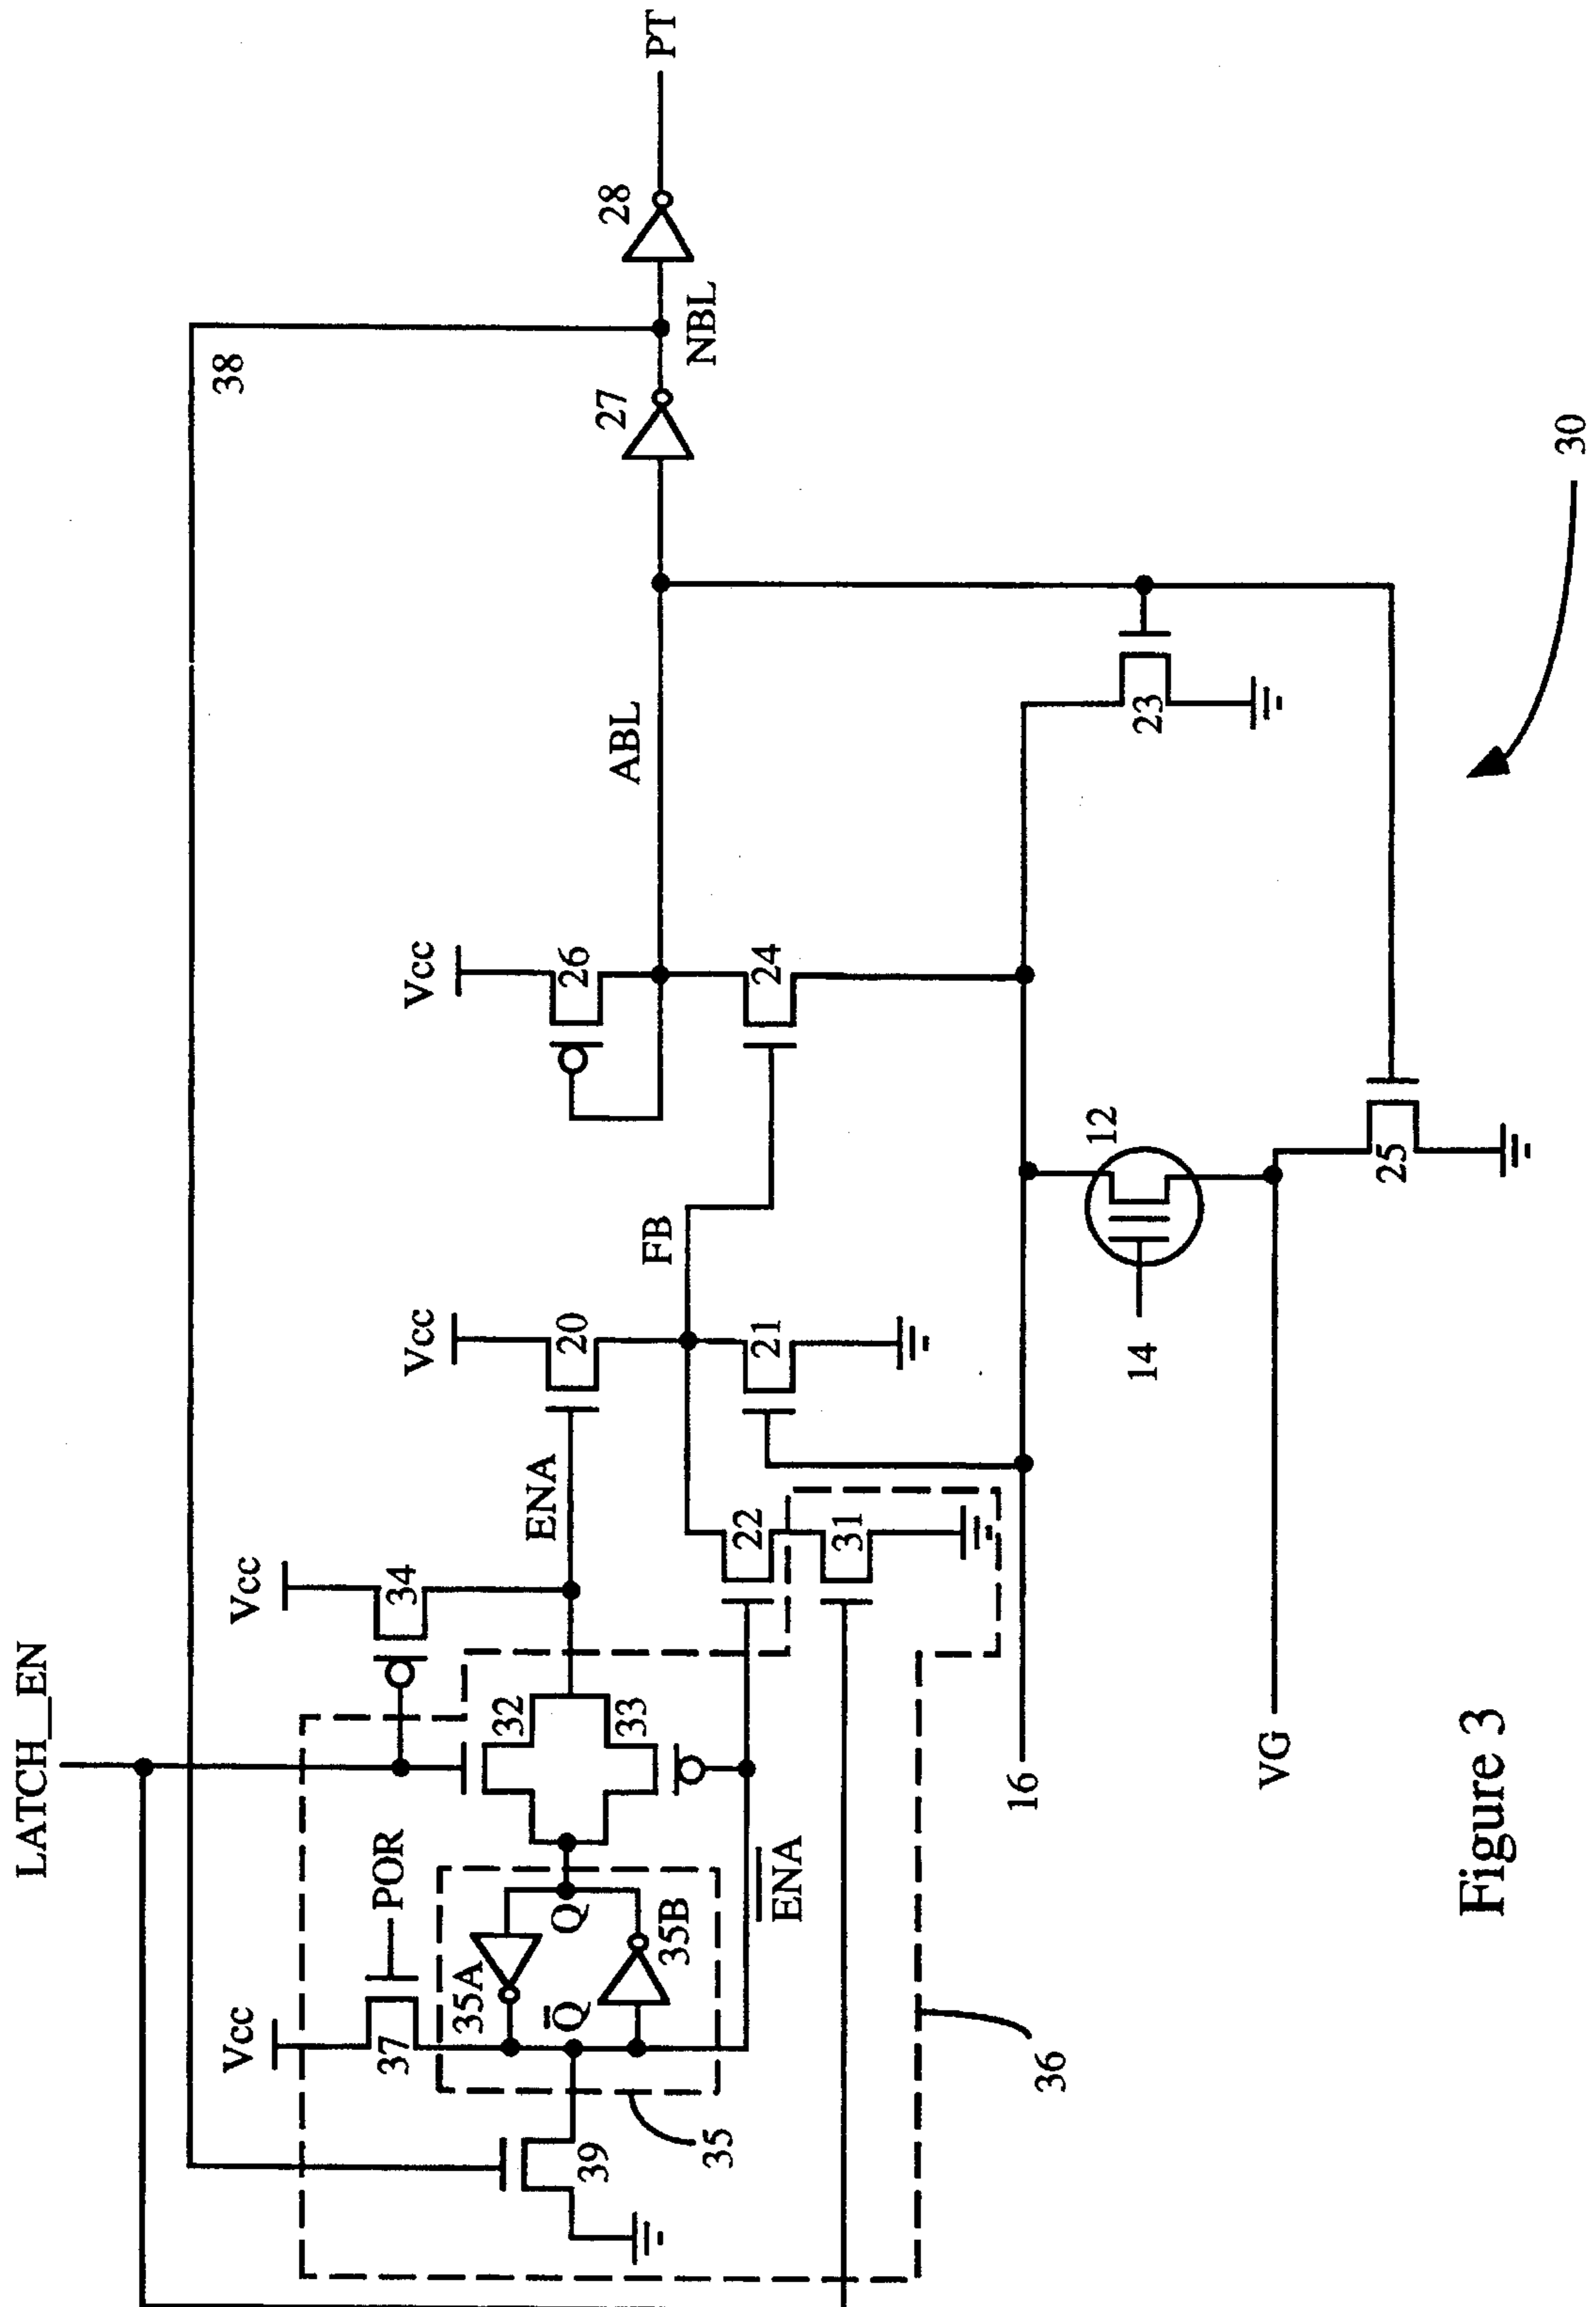 LATCH_EN
38
Vcc
Vcc
Vcc
Vcc
POR
34
20
26
37
35A
Q
Q̅
35B
32
33
39
35
36
ENA
E̅N̅A̅
FB
ABL
27
NBL
28
PT
22
31
21
24
23
16
12
14
25
VG
30
Figure 3